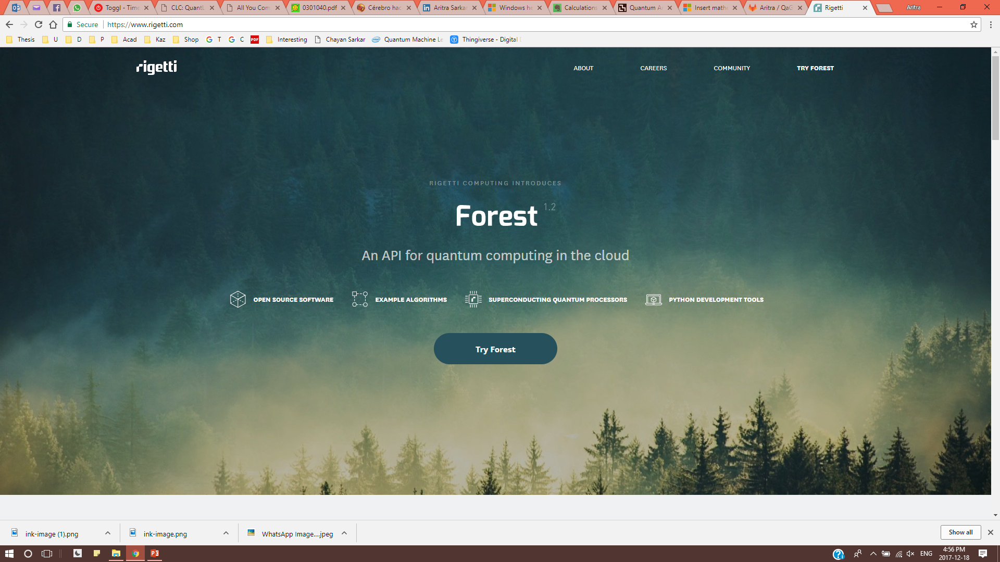 Toggl - Time
CLC: QuantL
All You Com
0301040.pdf
Cérebro hac
Aritra Sarka
Windows he
Calculations
Quantum A
Insert mathe
Aritra / QaG
Rigetti
Aritra
Secure
https://www.rigetti.com
Thesis
U
D
P
Acad
Kaz
Shop
T
C
PDF
Interesting
Chayan Sarkar
Quantum Machine Le
Thingiverse - Digital D
rigetti
ABOUT
CAREERS
COMMUNITY
TRY FOREST
RIGETTI COMPUTING INTRODUCES
Forest 1.2
An API for quantum computing in the cloud
OPEN SOURCE SOFTWARE
EXAMPLE ALGORITHMS
SUPERCONDUCTING QUANTUM PROCESSORS
PYTHON DEVELOPMENT TOOLS
Try Forest
ink-image (1).png
ink-image.png
WhatsApp Image....jpeg
Show all
ENG
4:56 PM
2017-12-18